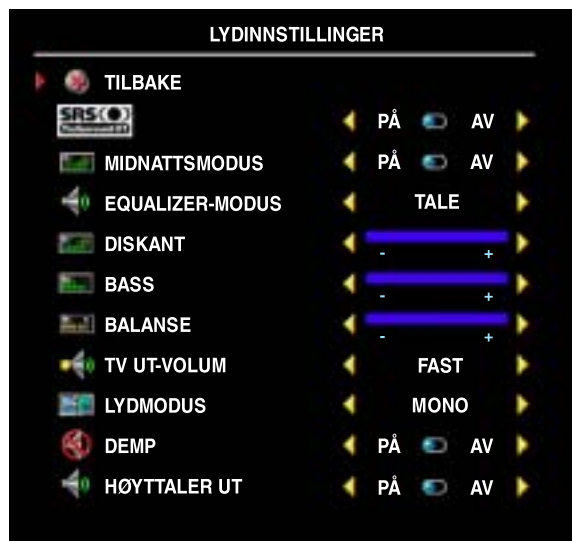 LYDINNSTILLINGER
TILBAKE
SRS PÅ AV
MIDNATTSMODUS PÅ AV
EQUALIZER-MODUS TALE
DISKANT
- +
BASS
- +
BALANSE
- +
TV UT-VOLUM FAST
LYDMODUS MONO
DEMP PÅ AV
HØYTTALER UT PÅ AV